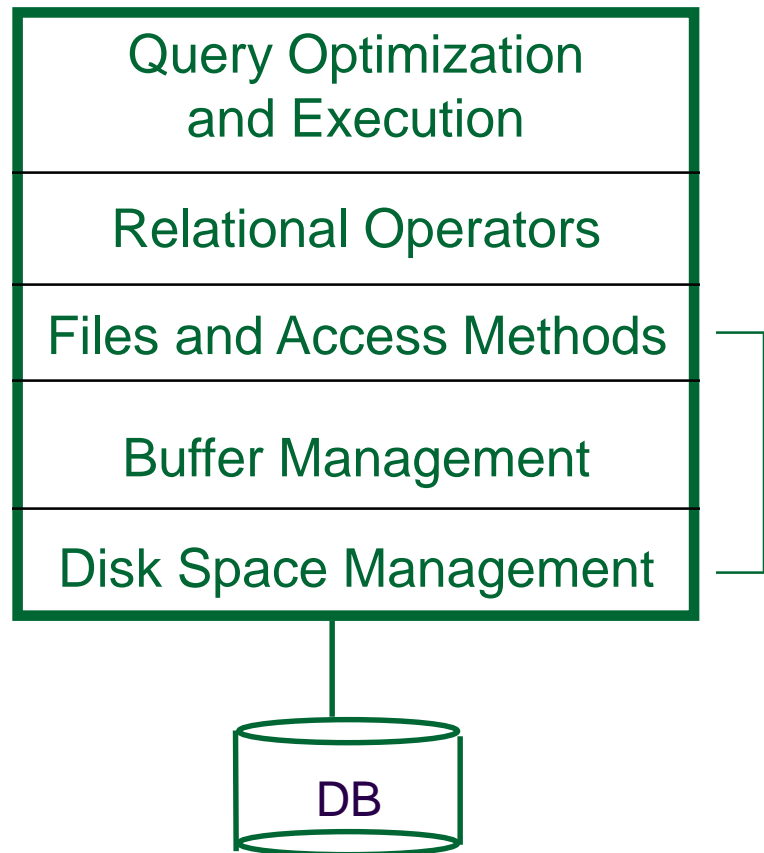 Query Optimization
and Execution
Relational Operators
Files and Access Methods
Buffer Management
Disk Space Management
DB